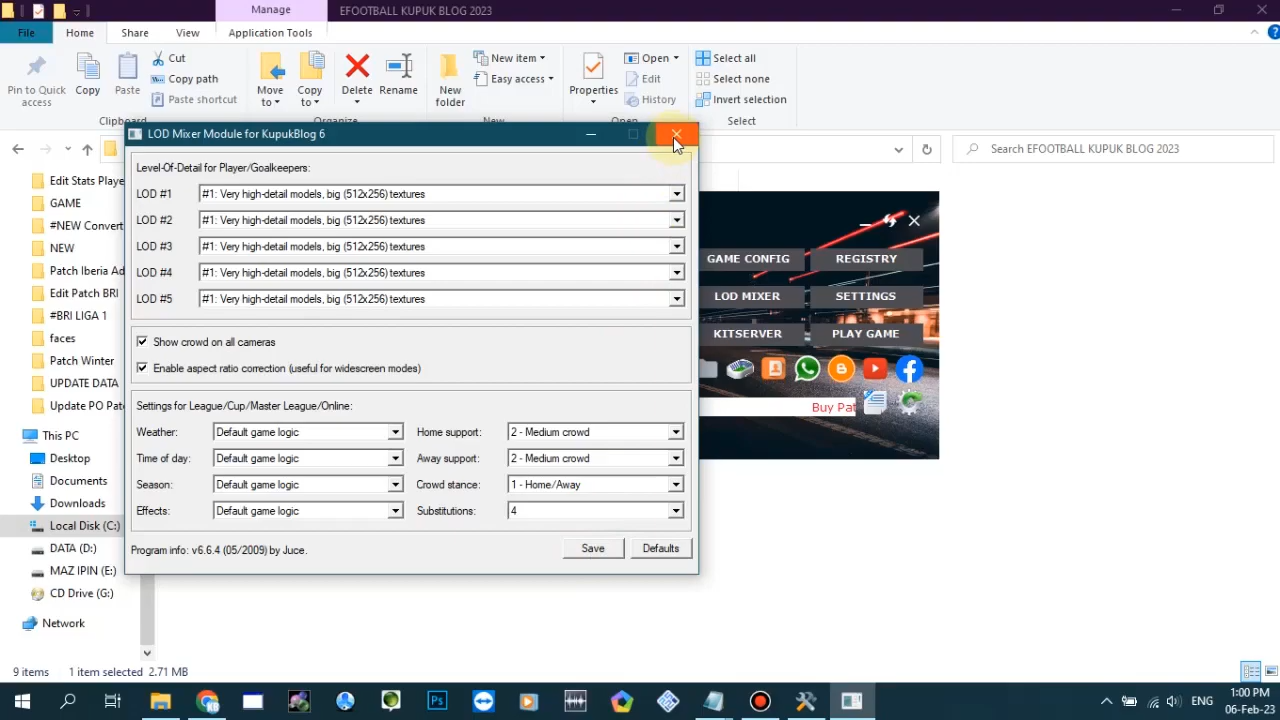 Manage
EFOOTBALL KUPUK BLOG 2023
File
Home
Share
View
Application Tools
Pin to Quick access
Copy
Paste
Cut
Copy path
Paste shortcut
Move to
Copy to
Delete
Rename
New folder
New item
Easy access
Properties
Open
Edit
History
Select all
Select none
Invert selection
Clipboard
New
Open
Select
Search EFOOTBALL KUPUK BLOG 2023
Edit Stats Playe
GAME
#NEW Convert
NEW
Patch Iberia Ad
Edit Patch BRI
#BRI LIGA 1
faces
Patch Winter
UPDATE DATA
Update PO Pat
This PC
Desktop
Documents
Downloads
Local Disk (C:)
DATA (D:)
MAZ IPIN (E:)
CD Drive (G:)
Network
9 items
1 item selected 2.71 MB
LOD Mixer Module for KupukBlog 6
Level-Of-Detail for Player/Goalkeepers:
LOD #1 #1: Very high-detail models, big (512x256) textures
LOD #2 #1: Very high-detail models, big (512x256) textures
LOD #3 #1: Very high-detail models, big (512x256) textures
LOD #4 #1: Very high-detail models, big (512x256) textures
LOD #5 #1: Very high-detail models, big (512x256) textures
Show crowd on all cameras
Enable aspect ratio correction (useful for widescreen modes)
Settings for League/Cup/Master League/Online:
Weather: Default game logic Home support: 2 - Medium crowd
Time of day: Default game logic Away support: 2 - Medium crowd
Season: Default game logic Crowd stance: 1 - Home/Away
Effects: Default game logic Substitutions: 4
Program info: v6.6.4 (05/2009) by Juce.
Save
Defaults
GAME CONFIG
REGISTRY
LOD MIXER
SETTINGS
KITSERVER
PLAY GAME
Buy Pat
Ps
ENG
1:00 PM
06-Feb-23